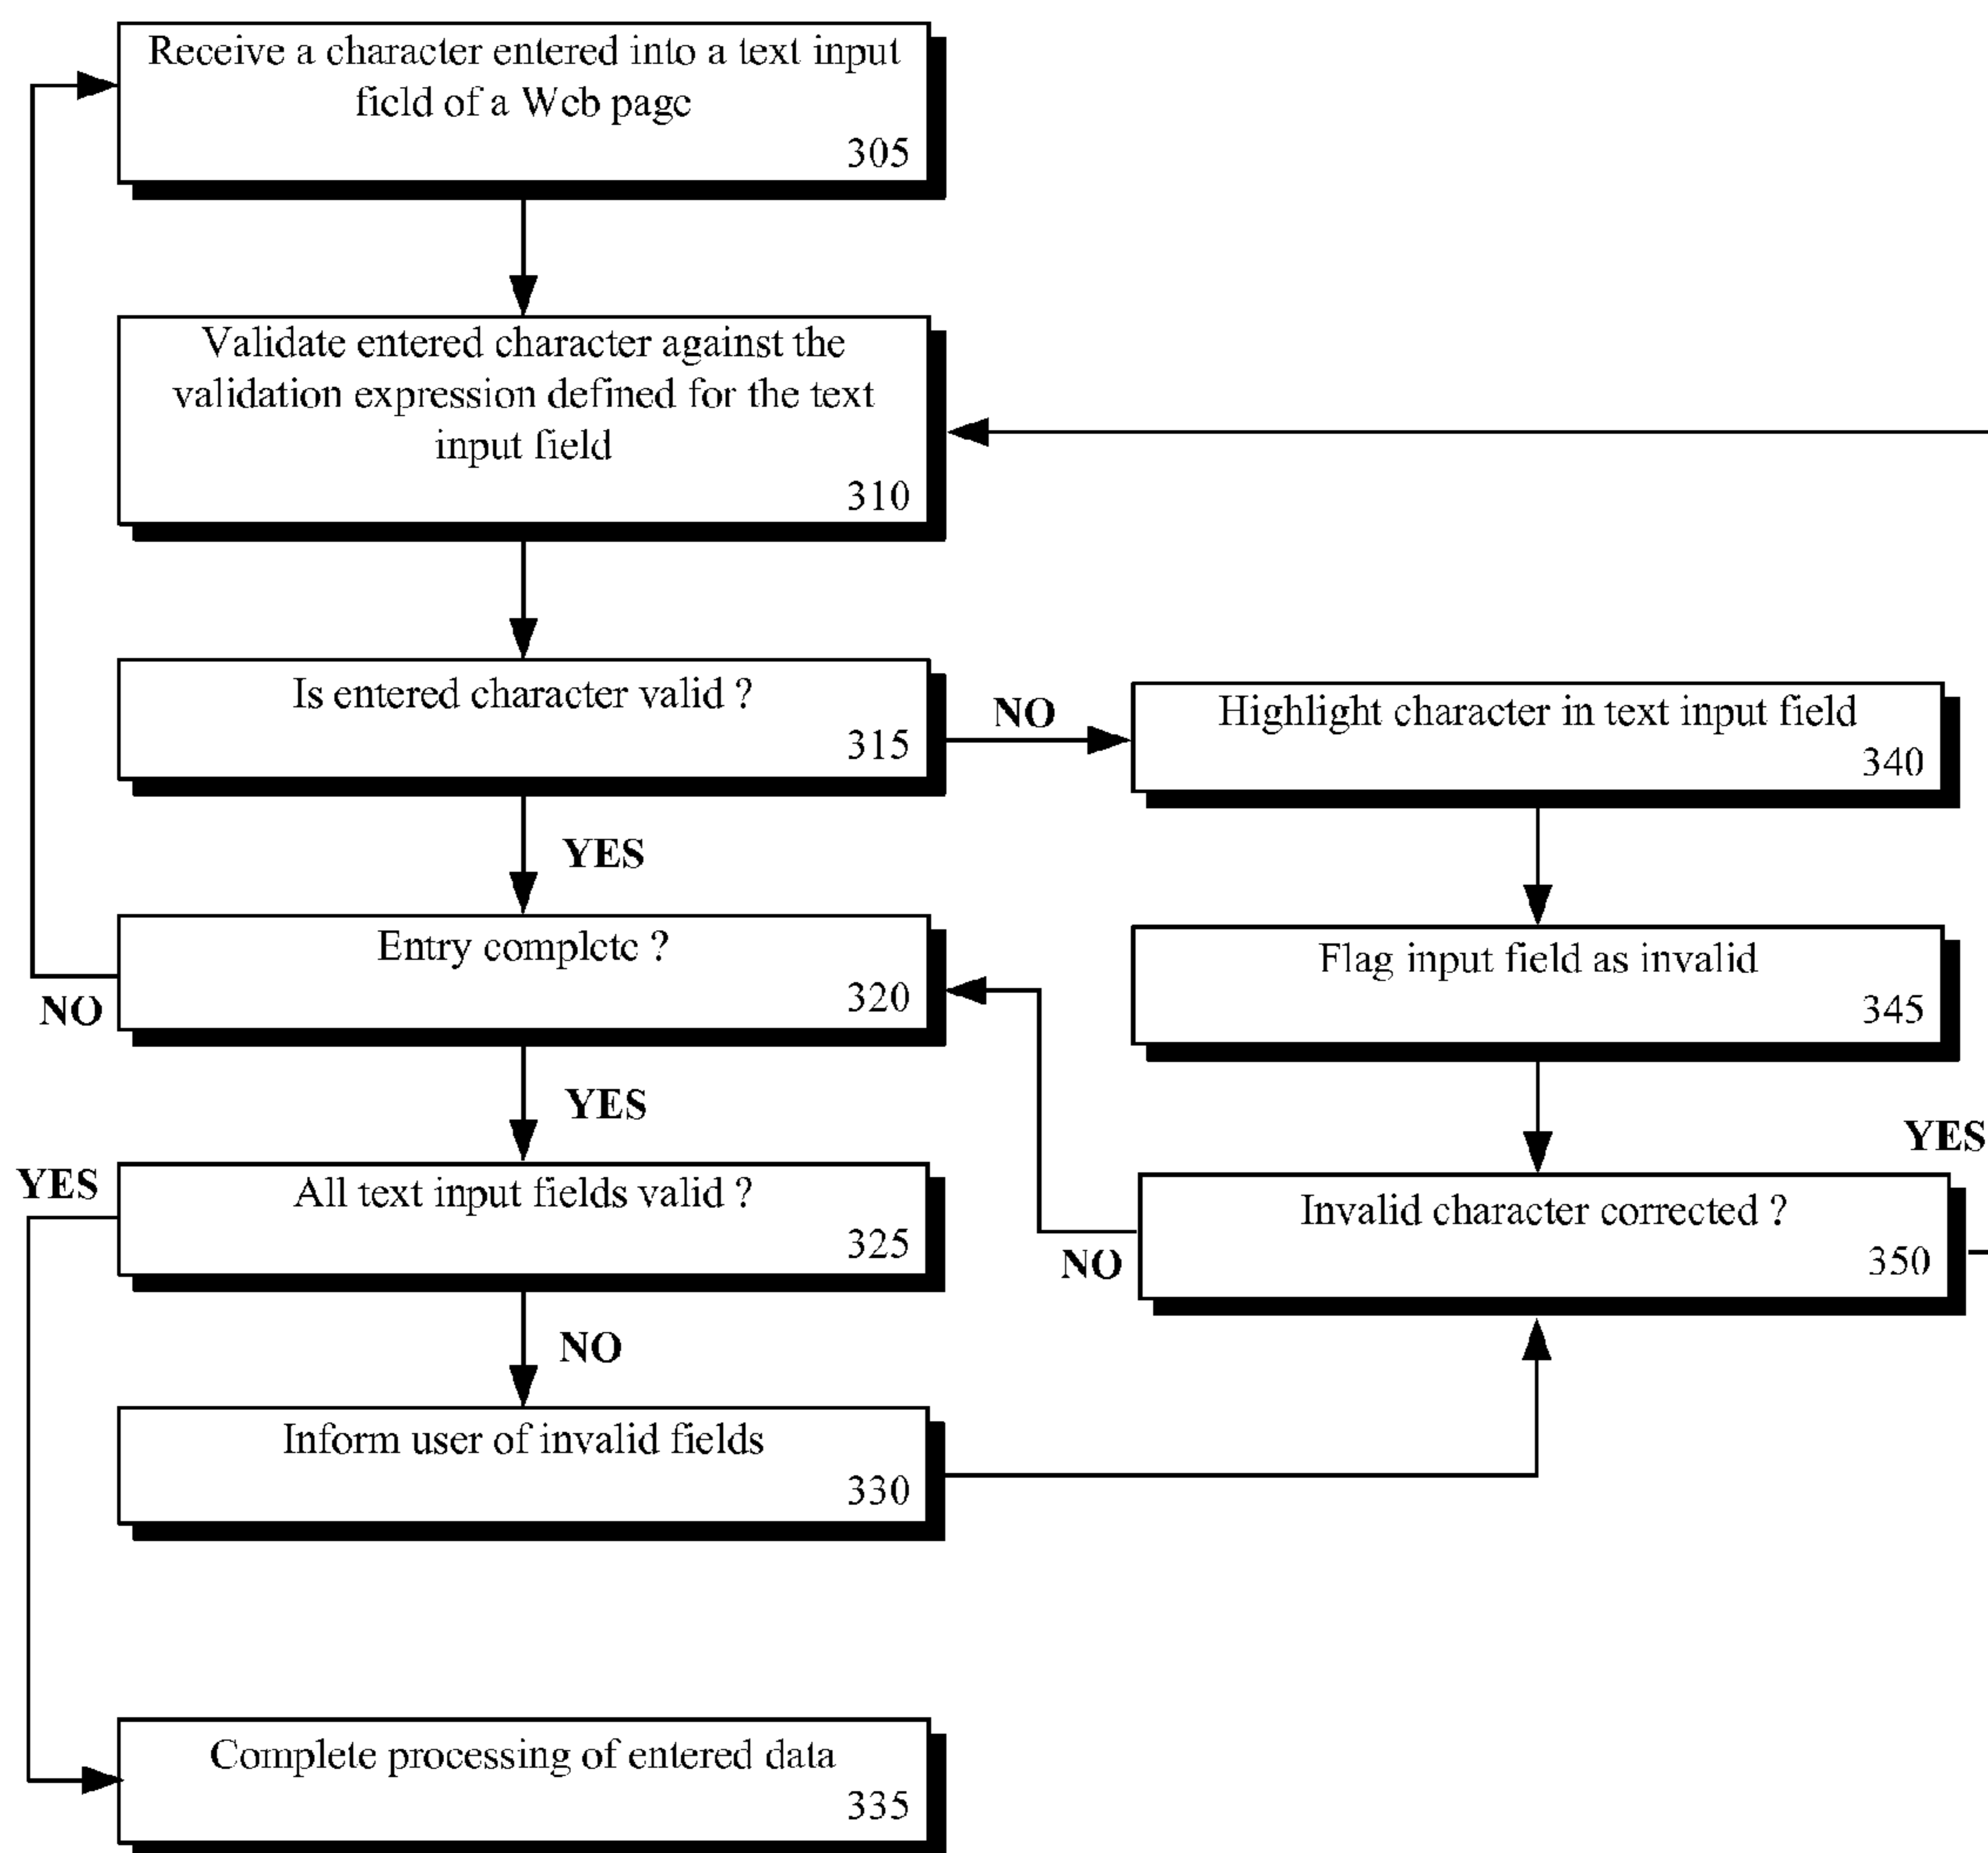 Receive a character entered into a text input
field of a Web page
305
Validate entered character against the
validation expression defined for the text
input field
310
Is entered character valid ?
315
NO
Highlight character in text input field
340
YES
Entry complete ?
320
NO
Flag input field as invalid
345
YES
YES
YES
All text input fields valid ?
325
Invalid character corrected ?
350
NO
NO
Inform user of invalid fields
330
Complete processing of entered data
335